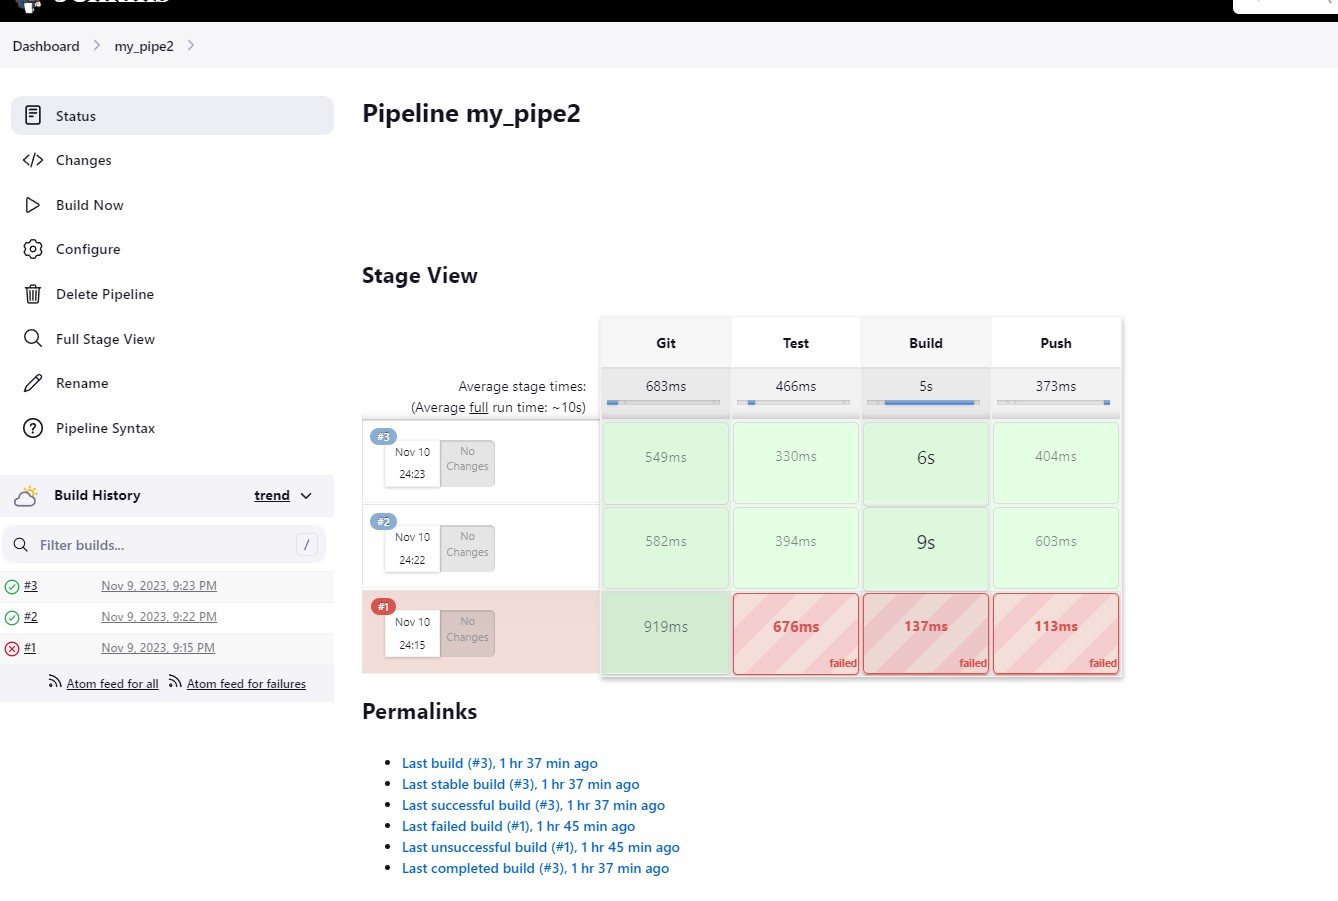 Dashboard
my_pipe2
Status
Changes
Build Now
Configure
Delete Pipeline
Full Stage View
Rename
Pipeline Syntax
Build History
trend
Filter builds...
/
#3 Nov 9, 2023, 9:23 PM
#2 Nov 9, 2023, 9:22 PM
#1 Nov 9, 2023, 9:15 PM
Atom feed for all Atom feed for failures
Pipeline my_pipe2
Stage View
Git Test Build Push
Average stage times: 683ms 466ms 5s 373ms
(Average full run time: ~10s)
#3
Nov 10
24:23
No
Changes
549ms 330ms 6s 404ms
#2
Nov 10
24:22
No
Changes
582ms 394ms 9s 603ms
#1
Nov 10
24:15
No
Changes
919ms 676ms 137ms 113ms
failed failed failed
Permalinks
Last build (#3), 1 hr 37 min ago
Last stable build (#3), 1 hr 37 min ago
Last successful build (#3), 1 hr 37 min ago
Last failed build (#1), 1 hr 45 min ago
Last unsuccessful build (#1), 1 hr 45 min ago
Last completed build (#3), 1 hr 37 min ago